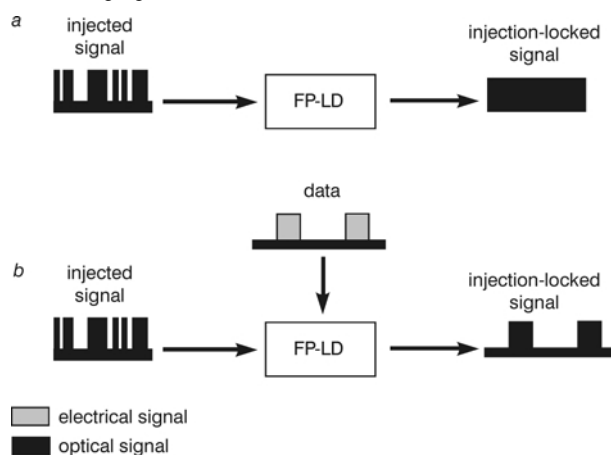 a
injected
signal
FP-LD
injection-locked
signal
data
b
injected
signal
FP-LD
injection-locked
signal
electrical signal
optical signal